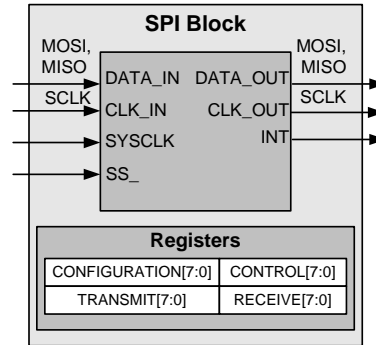 SPI Block
MOSI,
MISO
MOSI,
MISO
DATA_IN DATA_OUT
SCLK
SCLK
CLK_IN CLK_OUT
SYSCLK INT
SS_
Registers
CONFIGURATION[7:0] CONTROL[7:0]
TRANSMIT[7:0] RECEIVE[7:0]